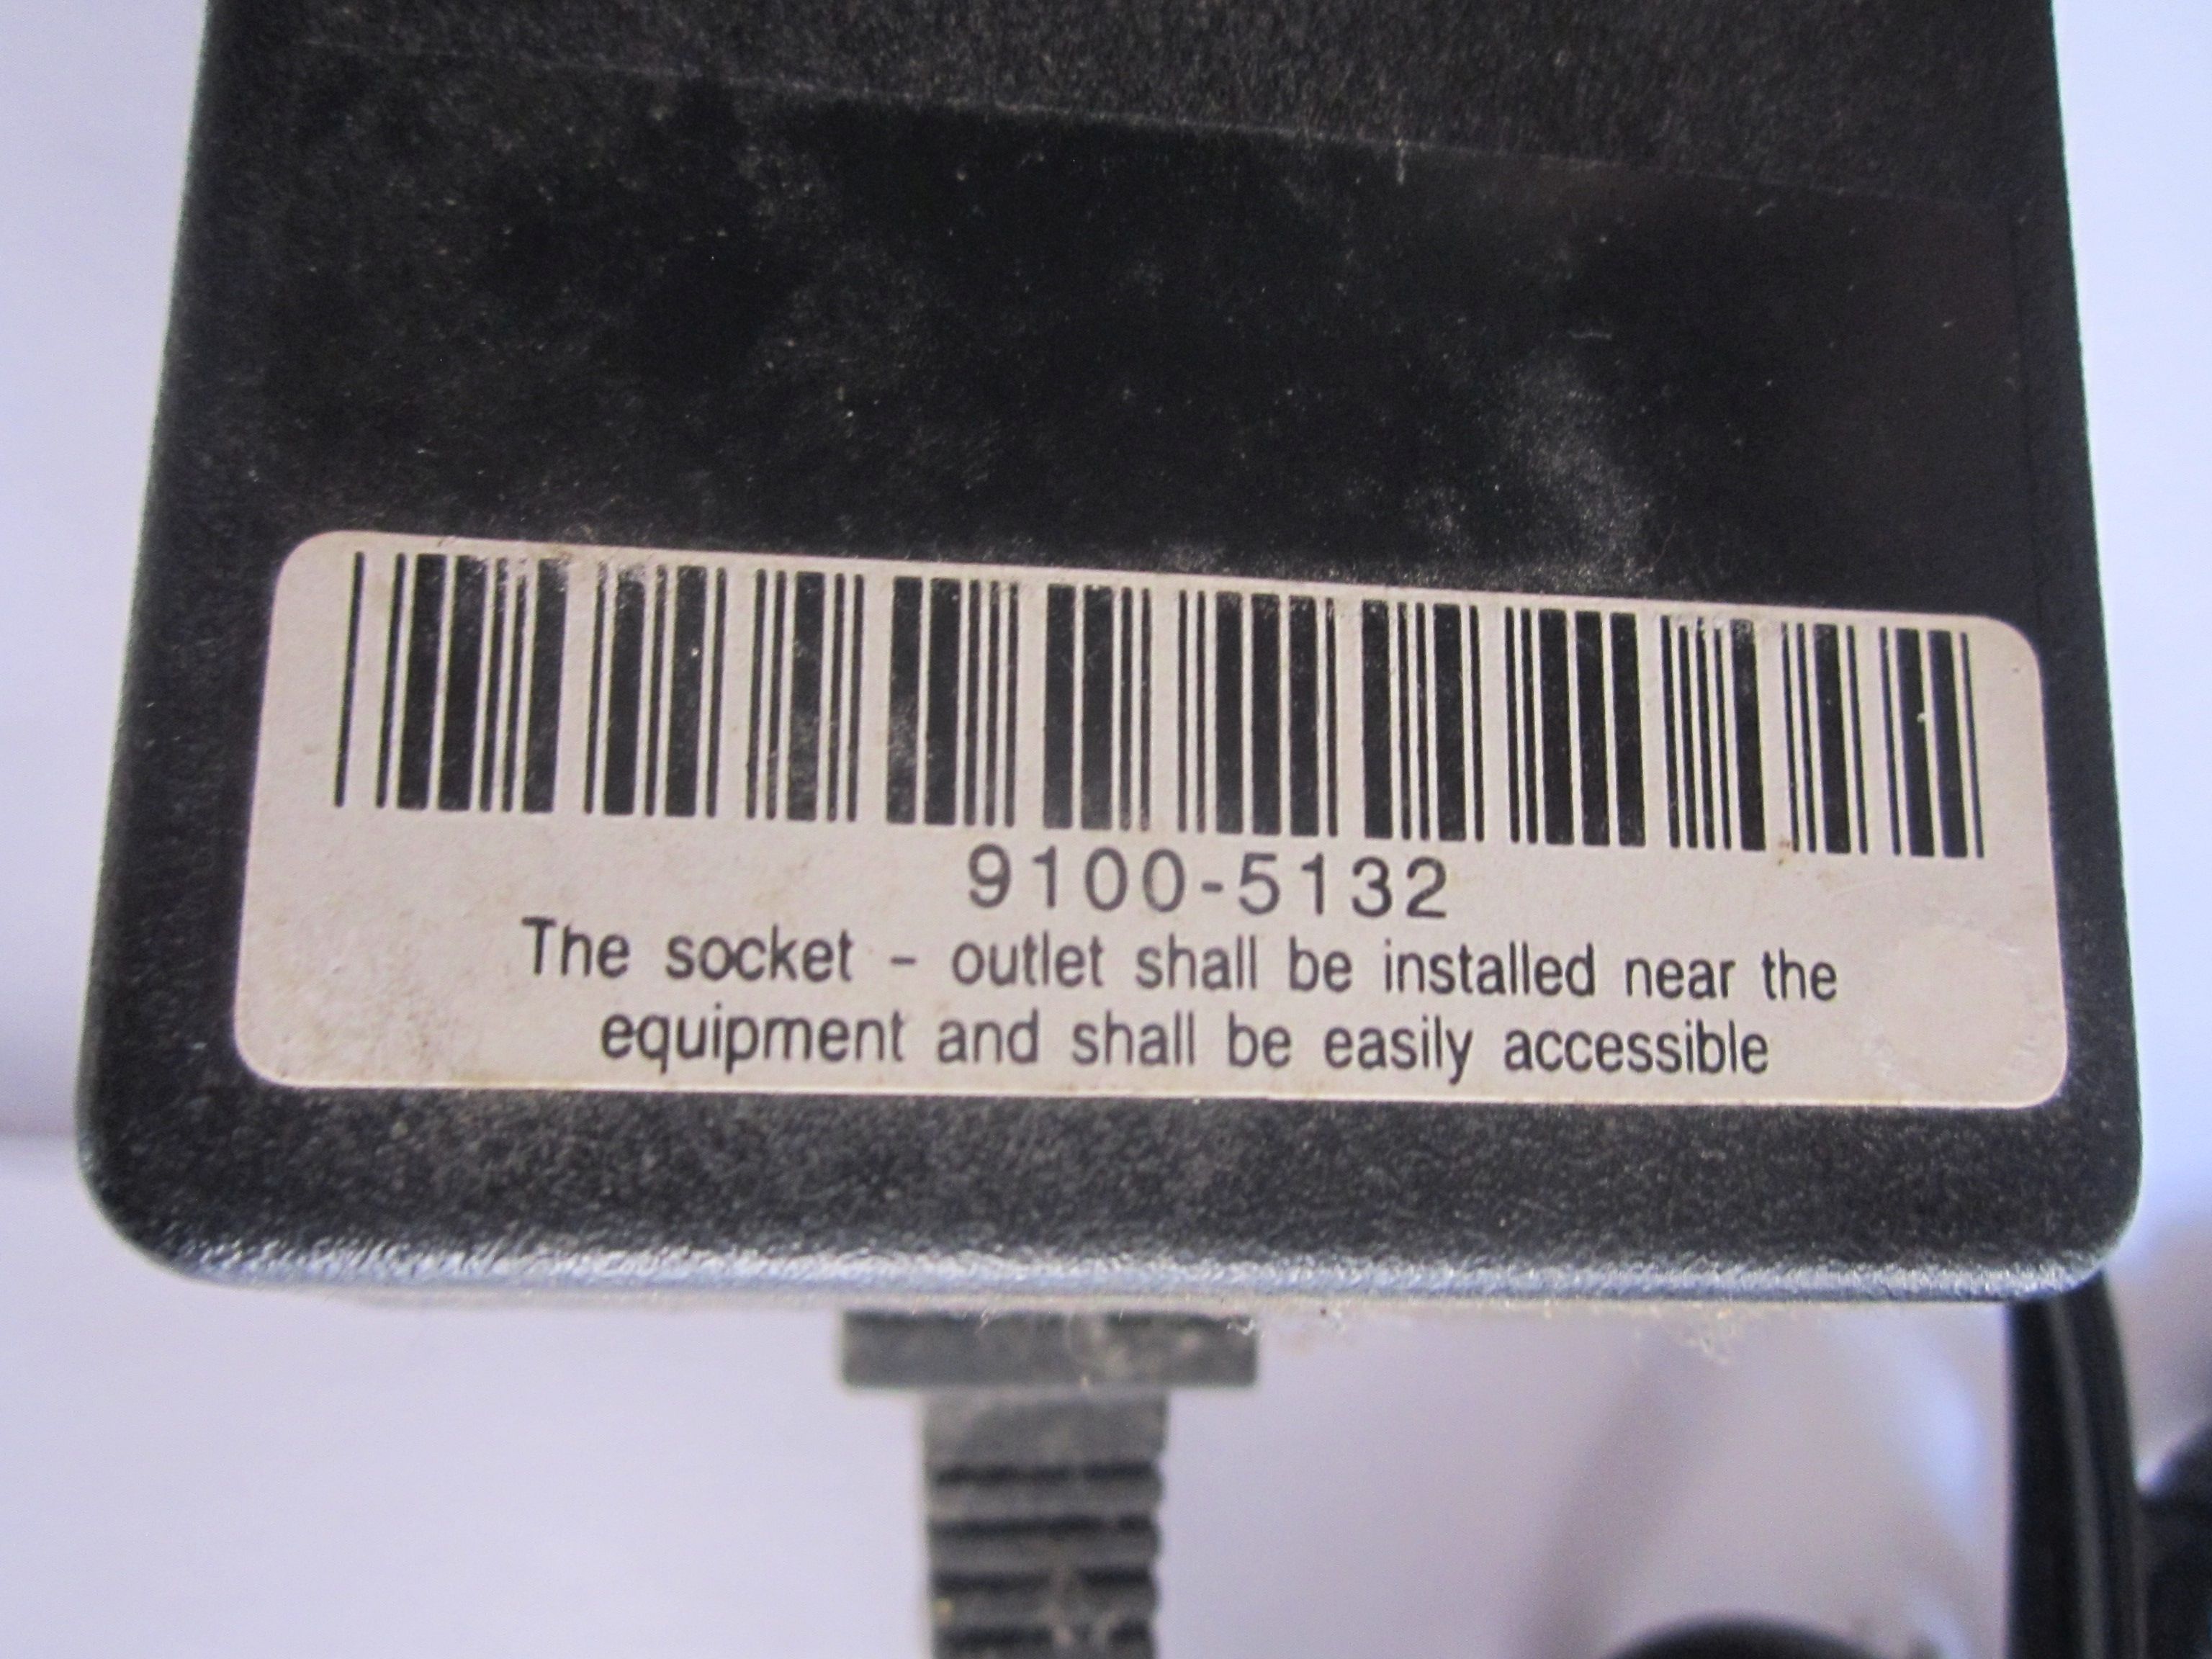 9100-5132
The socket - outlet shall be installed near the
equipment and shall be easily accessible